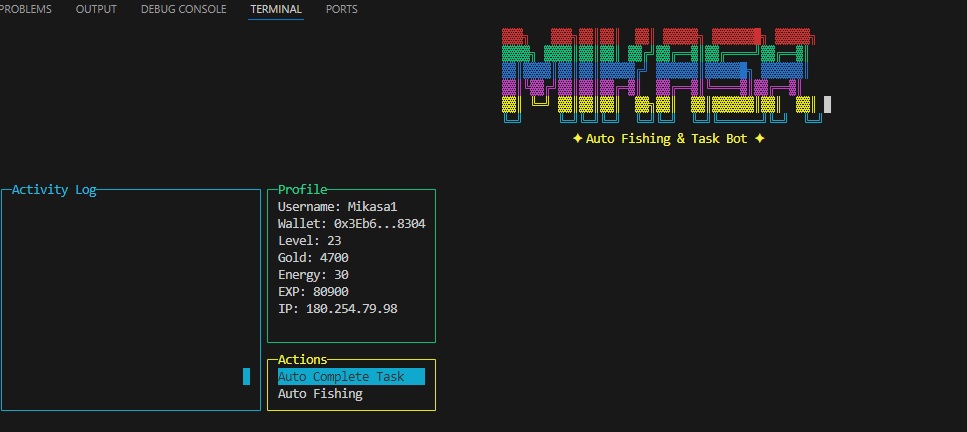 PROBLEMS OUTPUT DEBUG CONSOLE TERMINAL PORTS
MIKASA
✦ Auto Fishing & Task Bot ✦
Activity Log
Profile
Username: Mikasa1
Wallet: 0x3Eb6...8304
Level: 23
Gold: 4700
Energy: 30
EXP: 80900
IP: 180.254.79.98
Actions
Auto Complete Task
Auto Fishing